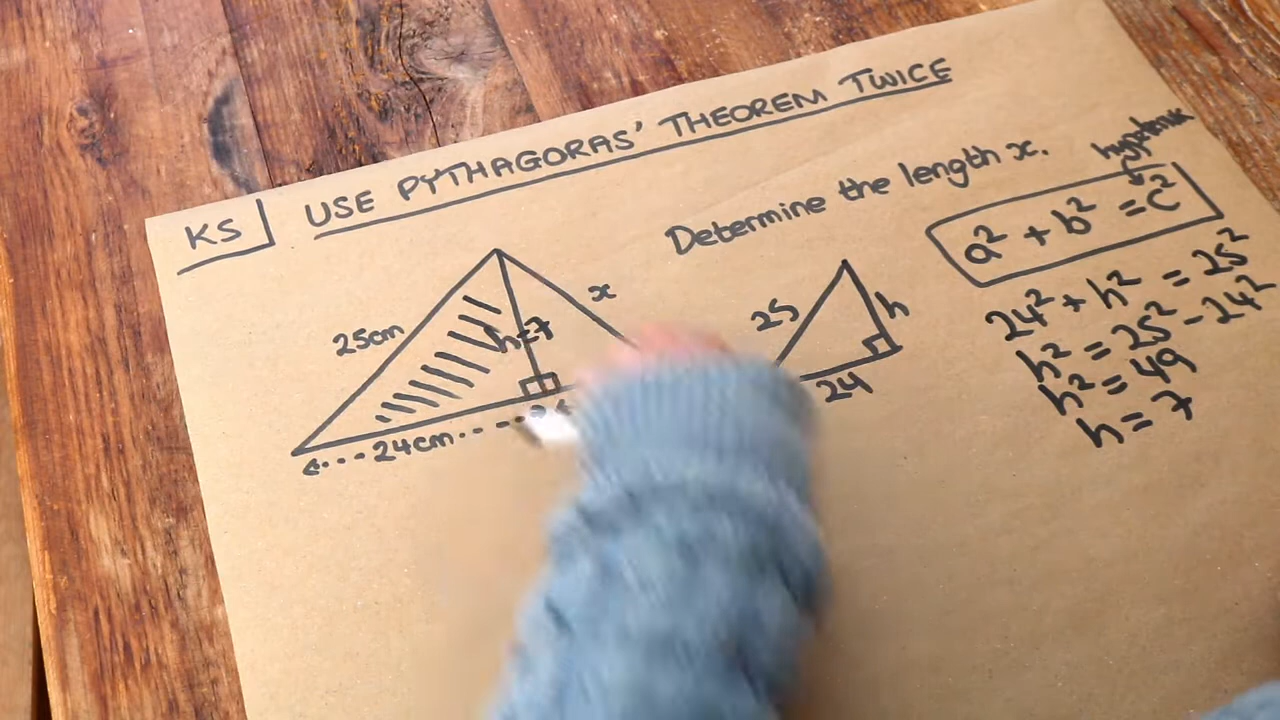 KS USE PYTHAGORAS' THEOREM TWICE
Determine the length x.
25cm
x
h=7
24cm
25
h
24
a² + b² = c²
24² + h² = 25²
h² = 25² - 24²
h² = 49
h = 7